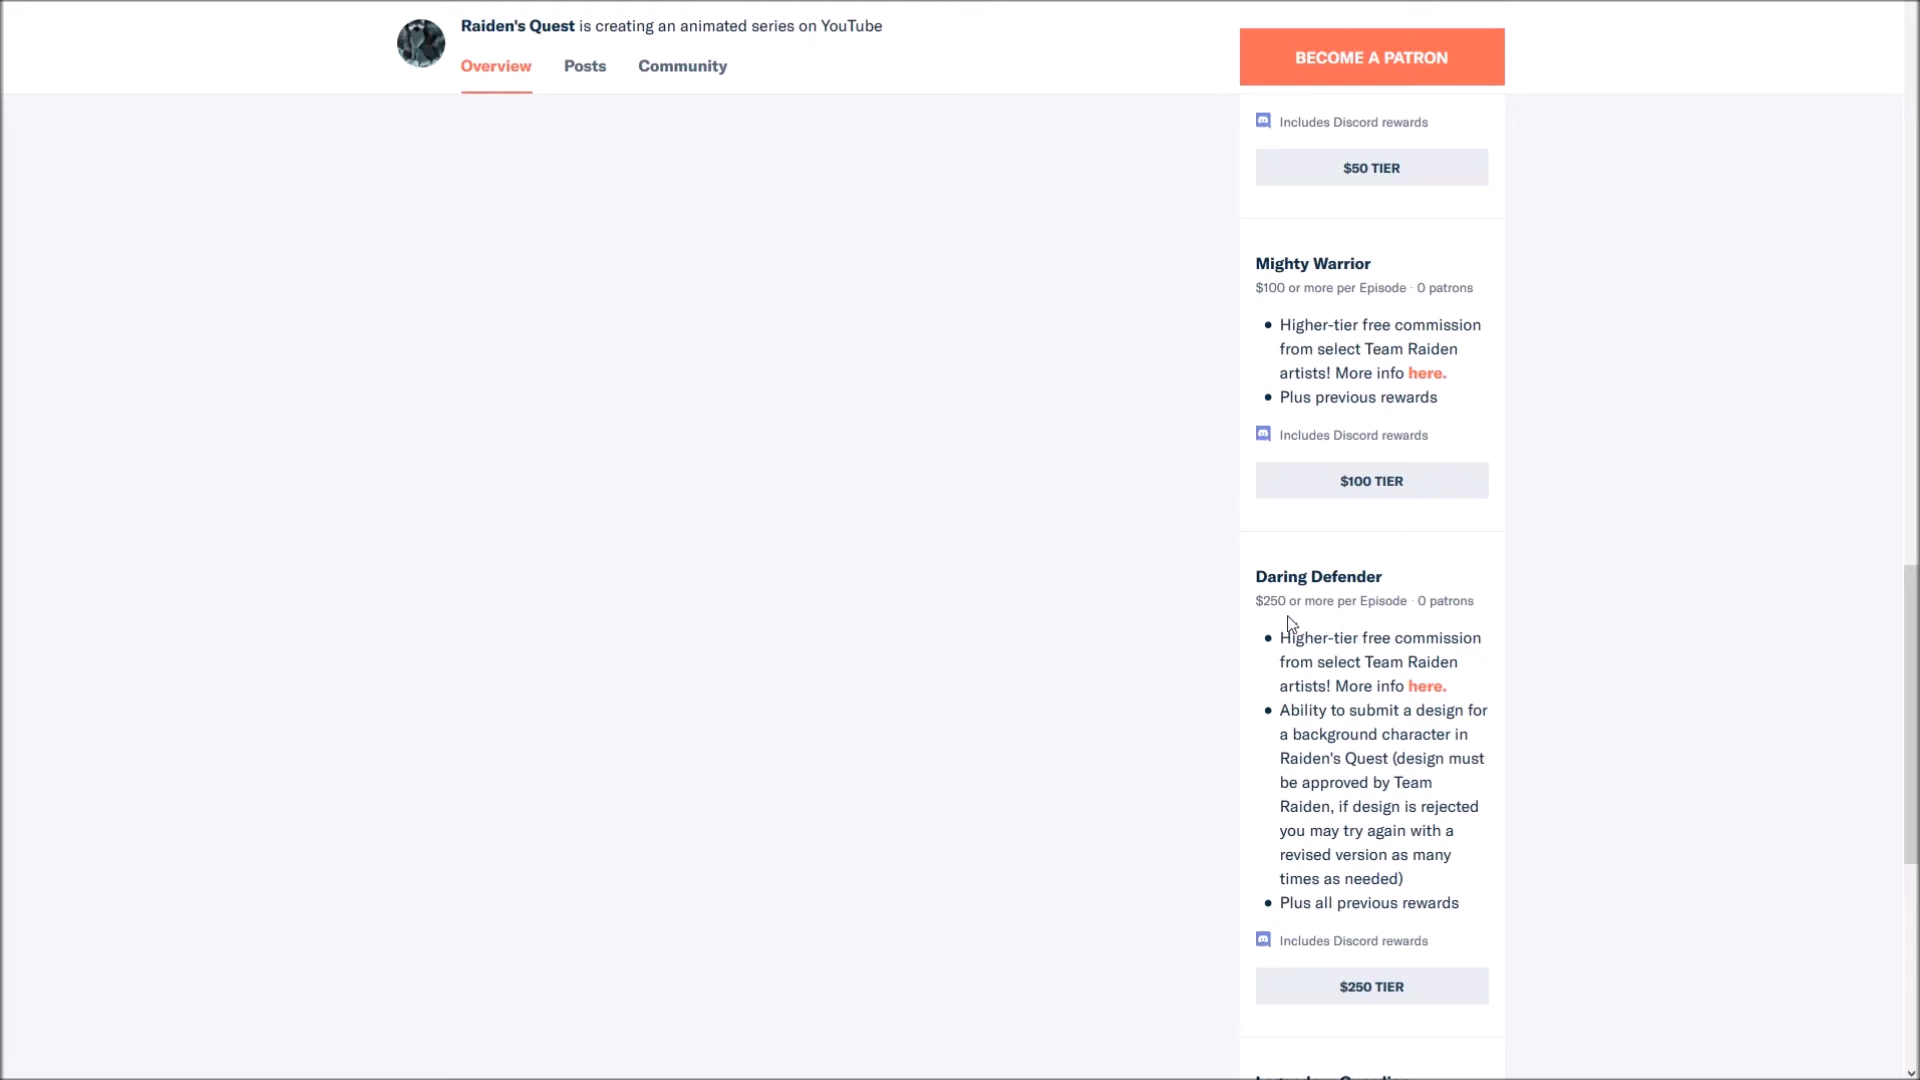 Raiden's Quest is creating an animated series on YouTube
Overview Posts Community
BECOME A PATRON
Includes Discord rewards
$50 TIER
Mighty Warrior
$100 or more per Episode · 0 patrons
Higher-tier free commission
from select Team Raiden
artists! More info here.
Plus previous rewards
Includes Discord rewards
$100 TIER
Daring Defender
$250 or more per Episode · 0 patrons
Higher-tier free commission
from select Team Raiden
artists! More info here.
Ability to submit a design for
a background character in
Raiden's Quest (design must
be approved by Team
Raiden, if design is rejected
you may try again with a
revised version as many
times as needed)
Plus all previous rewards
Includes Discord rewards
$250 TIER